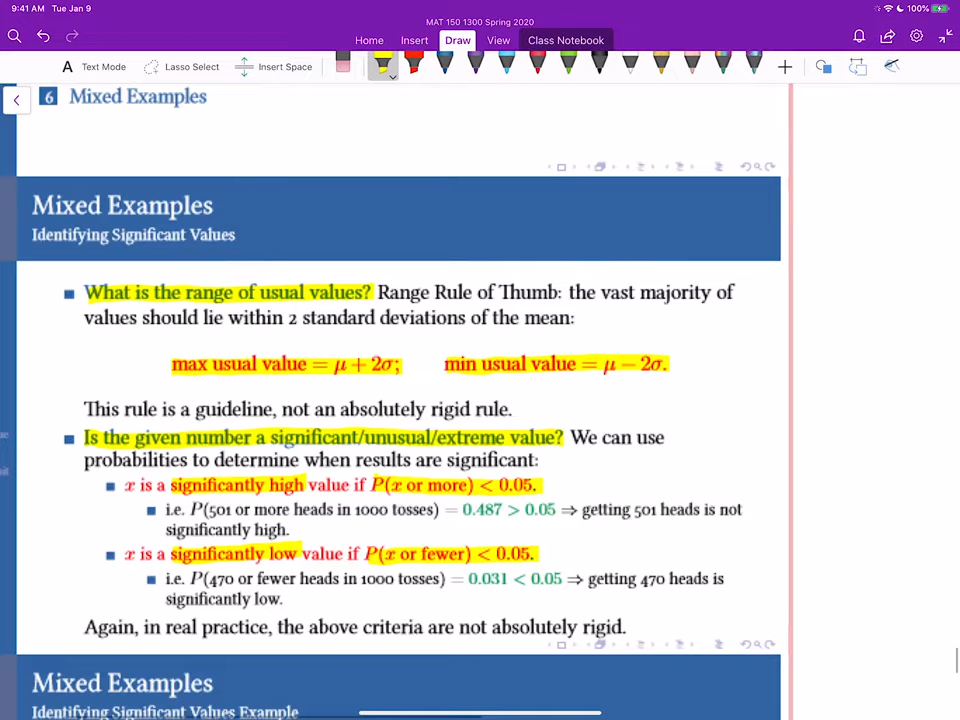 9:41 AM Tue Jan 9
100%
MAT 150 1300 Spring 2020
Home Insert Draw View Class Notebook
A Text Mode Lasso Select Insert Space
6 Mixed Examples
Mixed Examples
Identifying Significant Values
What is the range of usual values? Range Rule of Thumb: the vast majority of
values should lie within 2 standard deviations of the mean:
max usual value = μ + 2σ; min usual value = μ − 2σ.
This rule is a guideline, not an absolutely rigid rule.
Is the given number a significant/unusual/extreme value? We can use
probabilities to determine when results are significant:
x is a significantly high value if P(x or more) < 0.05.
i.e. P(501 or more heads in 1000 tosses) = 0.487 > 0.05 ⇒ getting 501 heads is not
significantly high.
x is a significantly low value if P(x or fewer) < 0.05.
i.e. P(470 or fewer heads in 1000 tosses) = 0.031 < 0.05 ⇒ getting 470 heads is
significantly low.
Again, in real practice, the above criteria are not absolutely rigid.
Mixed Examples
Identifying Significant Values Example